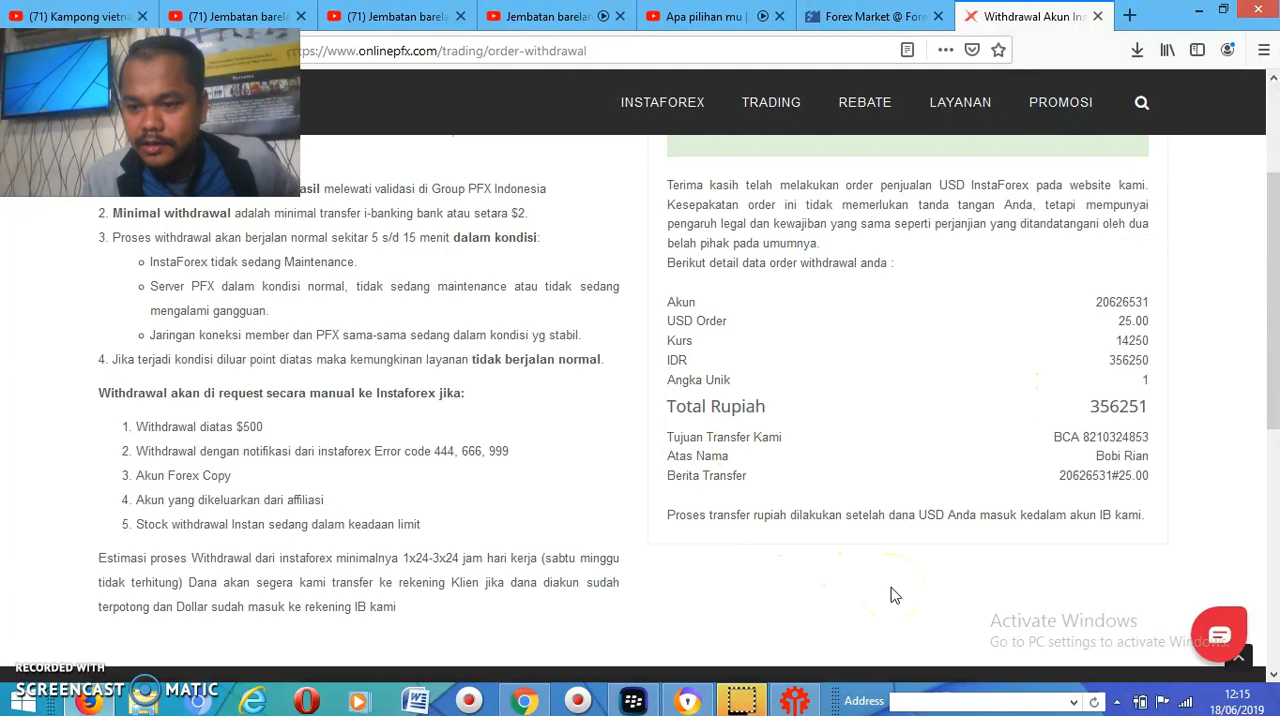 (71) Kampong vietna
(71) Jembatan barela
(71) Jembatan barela
Jembatan barelan
Apa pilihan mu |
Forex Market @ Fore
Withdrawal Akun Ins
ps://www.onlinepfx.com/trading/order-withdrawal
INSTAFOREX TRADING REBATE LAYANAN PROMOSI
Bersama
asil melewati validasi di Group PFX Indonesia
2. Minimal withdrawal adalah minimal transfer i-banking bank atau setara $2.
3. Proses withdrawal akan berjalan normal sekitar 5 s/d 15 menit dalam kondisi:
InstaForex tidak sedang Maintenance.
Server PFX dalam kondisi normal, tidak sedang maintenance atau tidak sedang
mengalami gangguan.
Jaringan koneksi member dan PFX sama-sama sedang dalam kondisi yg stabil.
4. Jika terjadi kondisi diluar point diatas maka kemungkinan layanan tidak berjalan normal.
Withdrawal akan di request secara manual ke Instaforex jika:
1. Withdrawal diatas $500
2. Withdrawal dengan notifikasi dari instaforex Error code 444, 666, 999
3. Akun Forex Copy
4. Akun yang dikeluarkan dari affiliasi
5. Stock withdrawal Instan sedang dalam keadaan limit
Estimasi proses Withdrawal dari instaforex minimalnya 1x24-3x24 jam hari kerja (sabtu minggu
tidak terhitung) Dana akan segera kami transfer ke rekening Klien jika dana diakun sudah
terpotong dan Dollar sudah masuk ke rekening IB kami
Terima kasih telah melakukan order penjualan USD InstaForex pada website kami.
Kesepakatan order ini tidak memerlukan tanda tangan Anda, tetapi mempunyai
pengaruh legal dan kewajiban yang sama seperti perjanjian yang ditandatangani oleh dua
belah pihak pada umumnya.
Berikut detail data order withdrawal anda :
Akun 20626531
USD Order 25.00
Kurs 14250
IDR 356250
Angka Unik 1
Total Rupiah 356251
Tujuan Transfer Kami BCA 8210324853
Atas Nama Bobi Rian
Berita Transfer 20626531#25.00
Proses transfer rupiah dilakukan setelah dana USD Anda masuk kedalam akun IB kami.
Activate Windows
Go to PC settings to activate Windows.
RECORDED WITH
SCREENCAST MATIC
Address
12:15
18/06/2019